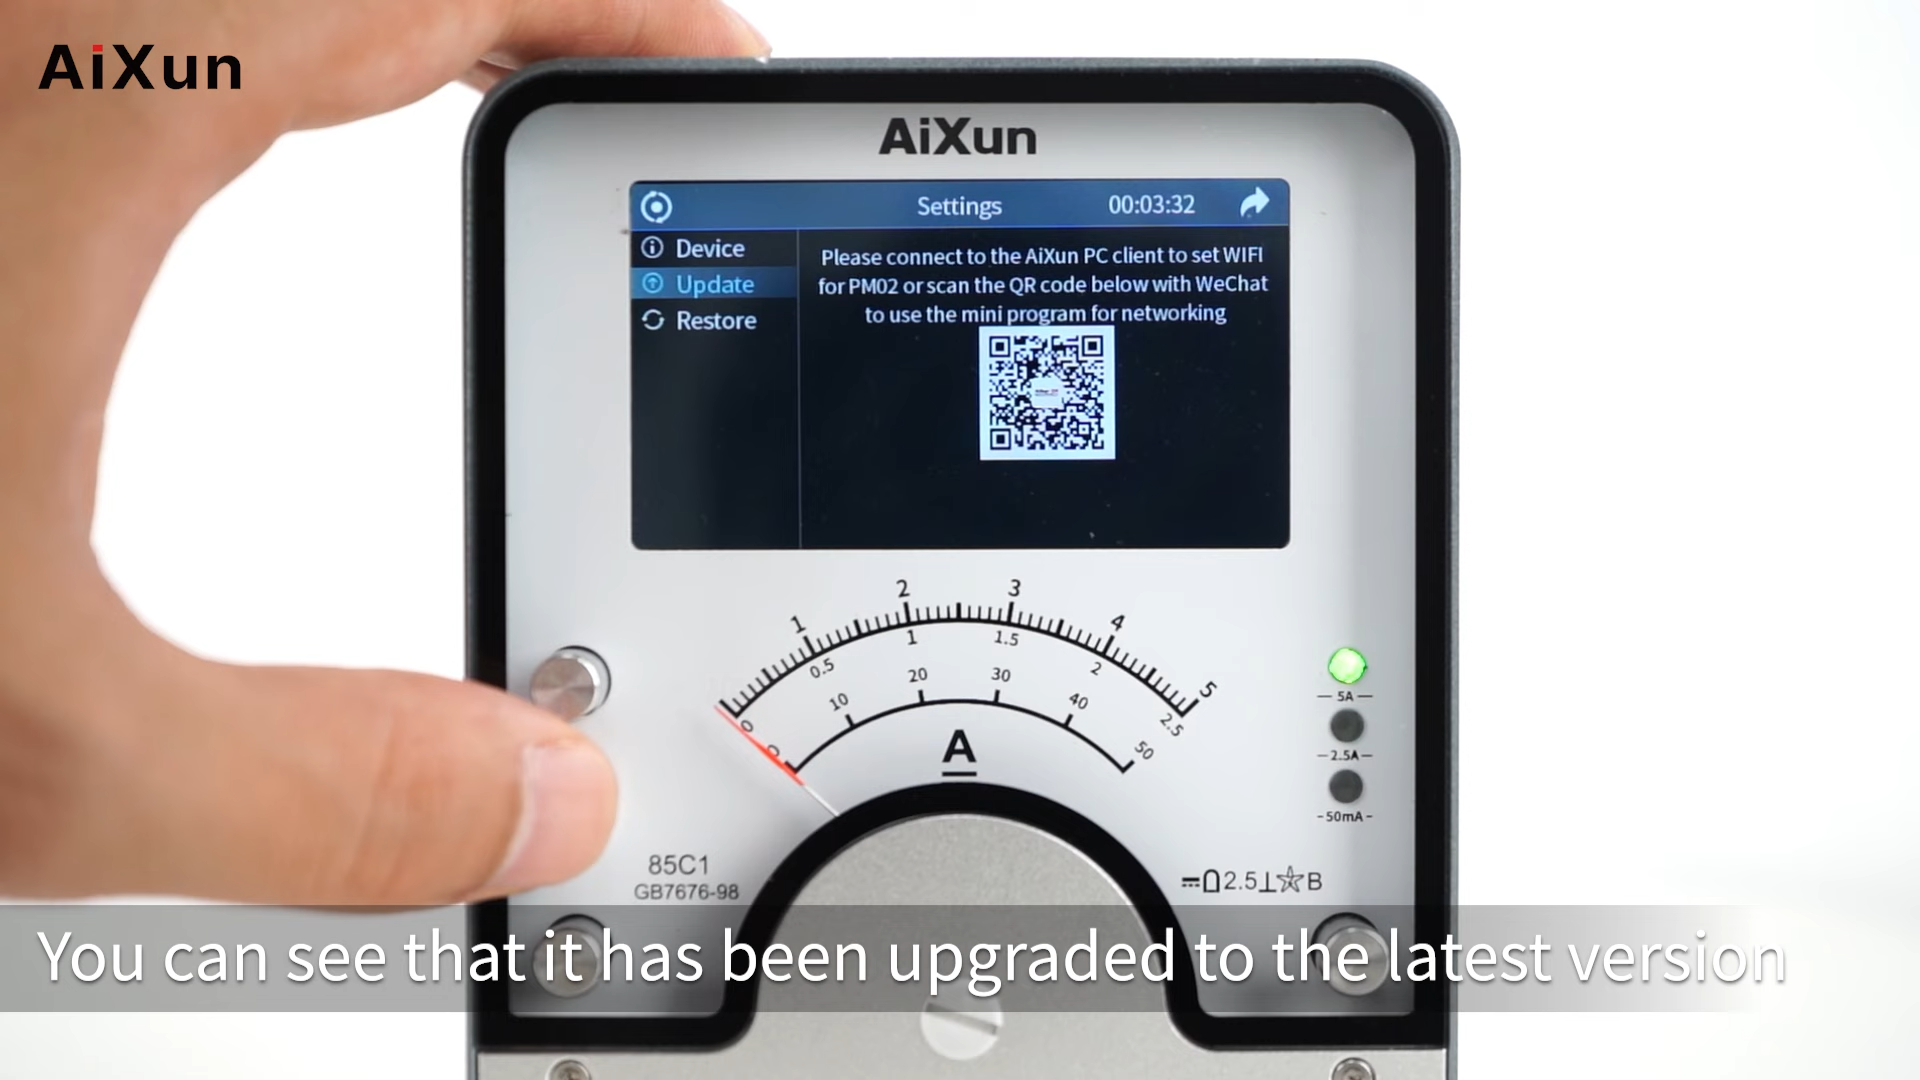 AiXun
AiXun
Settings 00:03:32
Device
Update
Restore
Please connect to the AiXun PC client to set WIFI
for PM02 or scan the QR code below with WeChat
to use the mini program for networking
0 1 2 3 4 5
0 0.5 1 1.5 2 2.5
0 10 20 30 40 50
A
5A
2.5A
-50mA-
85C1
GB7676-98
2.5 B
You can see that it has been upgraded to the latest version